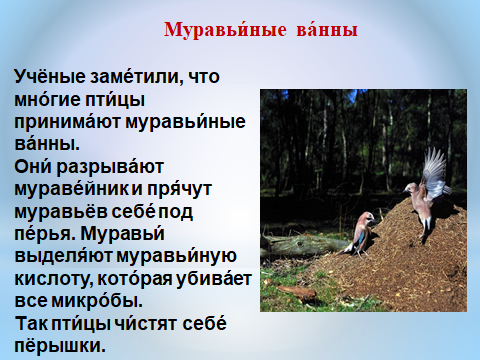 Муравьи́ные ва́нны
Учёные заме́тили, что
мно́гие пти́цы
принима́ют муравьи́ные
ва́нны.
Они́ разрыва́ют
мураве́йник и пря́чут
муравьёв себе́ под
пе́рья. Муравьи́
выделя́ют муравьи́ную
кислоту, кото́рая убива́ет
все микро́бы.
Так пти́цы чи́стят себе́
пёрышки.